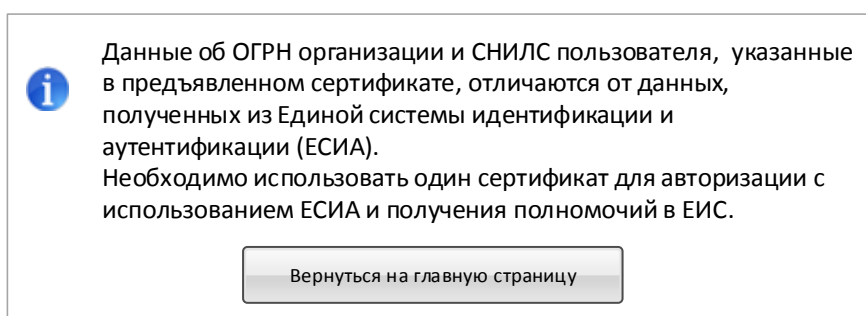 Данные об ОГРН организации и СНИЛС пользователя, указанные
в предъявленном сертификате, отличаются от данных,
полученных из Единой системы идентификации и
аутентификации (ЕСИА).
Необходимо использовать один сертификат для авторизации с
использованием ЕСИА и получения полномочий в ЕИС.
Вернуться на главную страницу